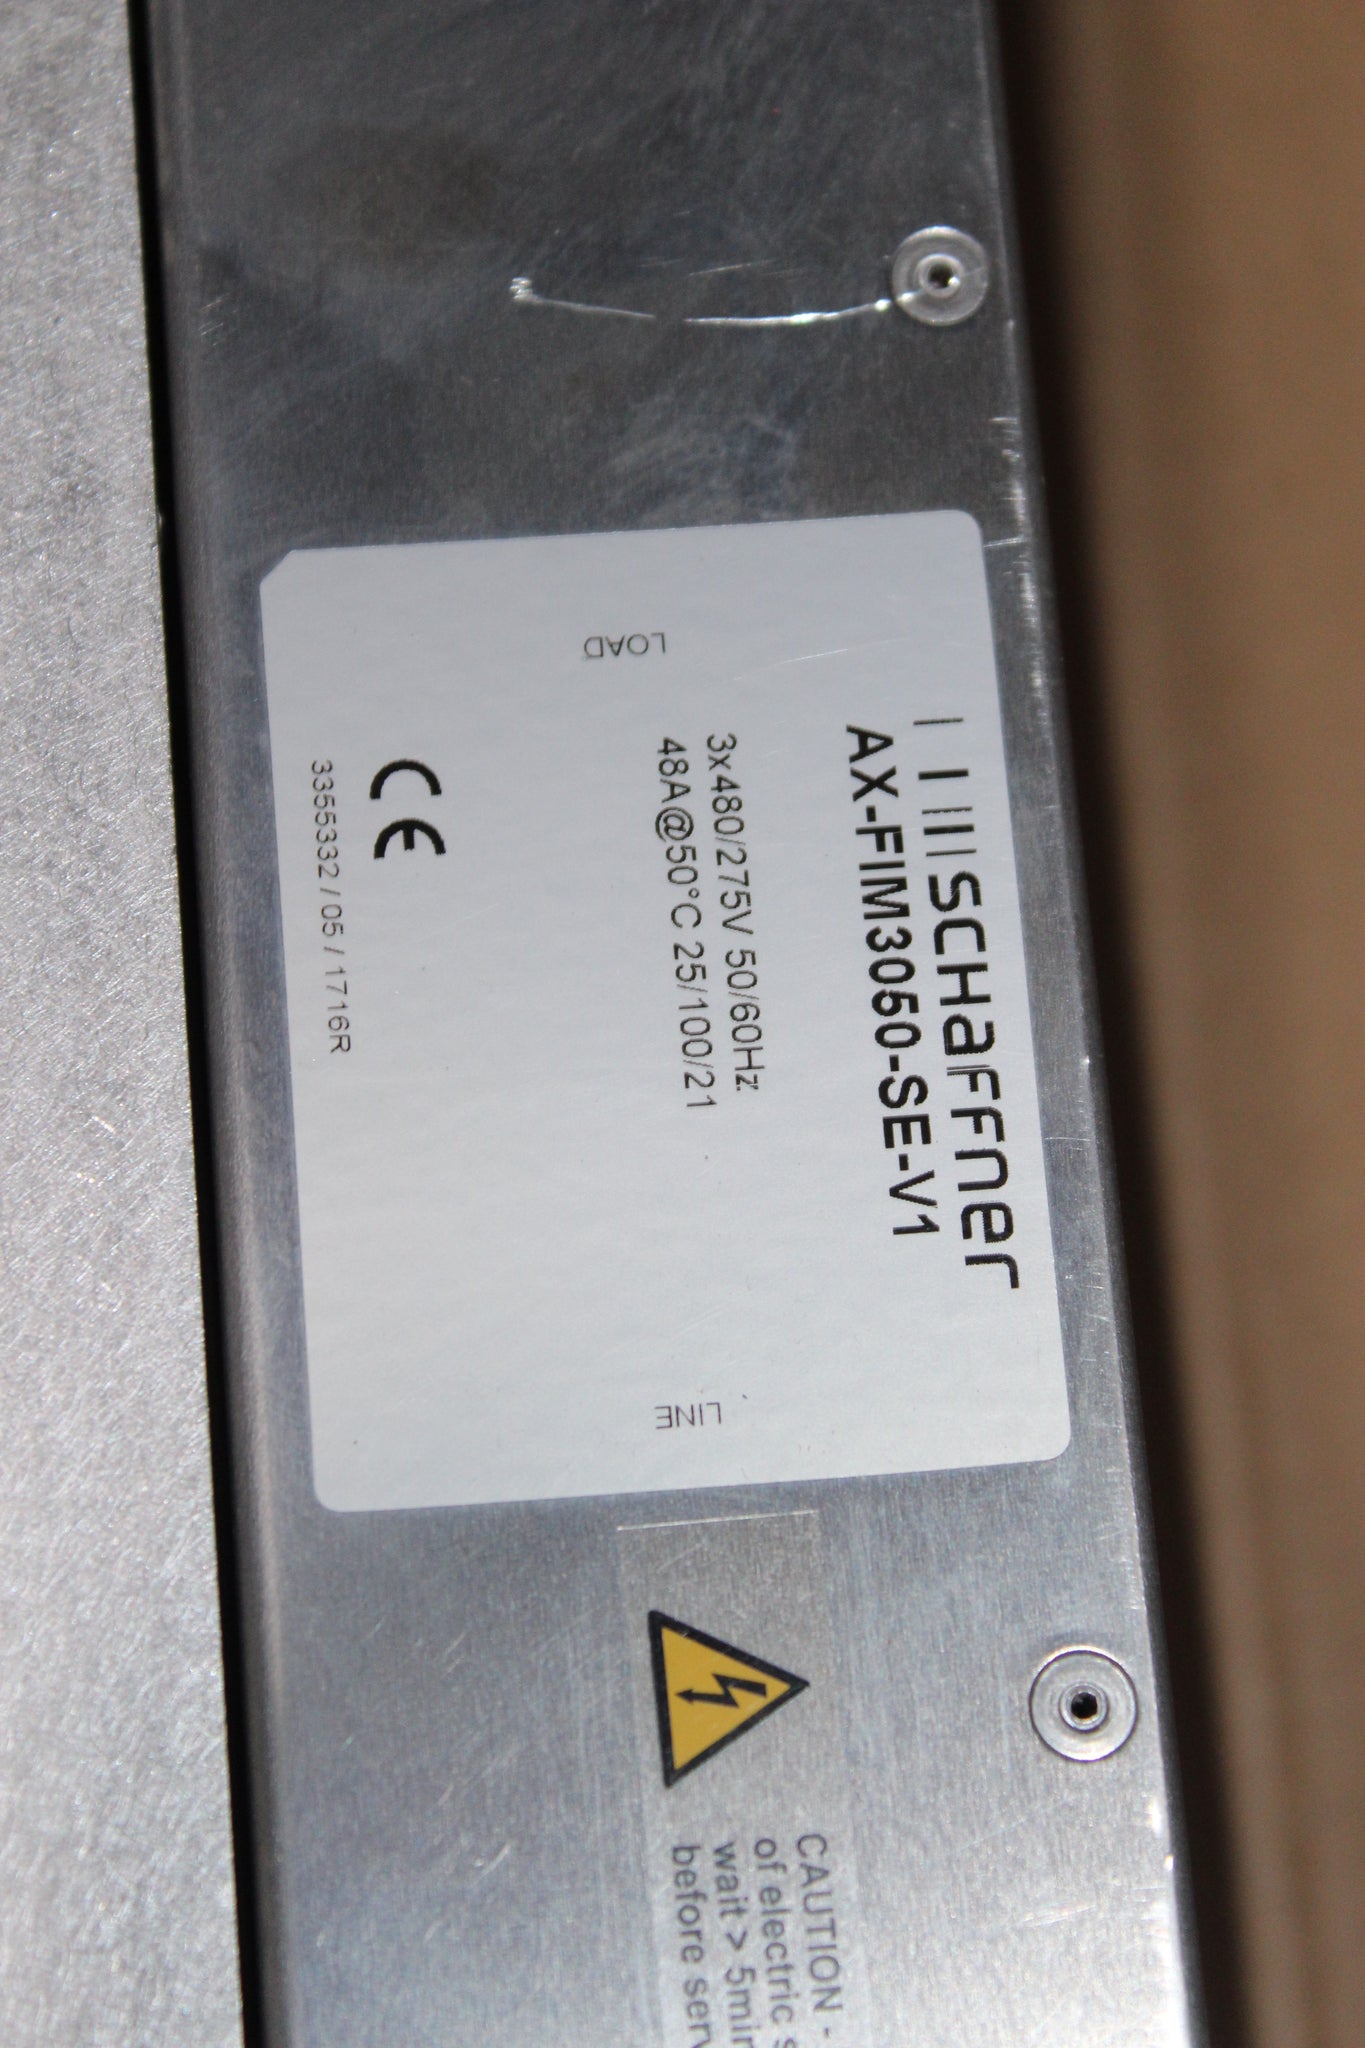 schaffner
AX-FIM3050-SE-V1
3x480/275V 50/60Hz
48A@50°C 25/100/21
LOAD
LINE
CE
3355332 / 05 / 1716R
CAUTION -
of electric
wait > 5min
before